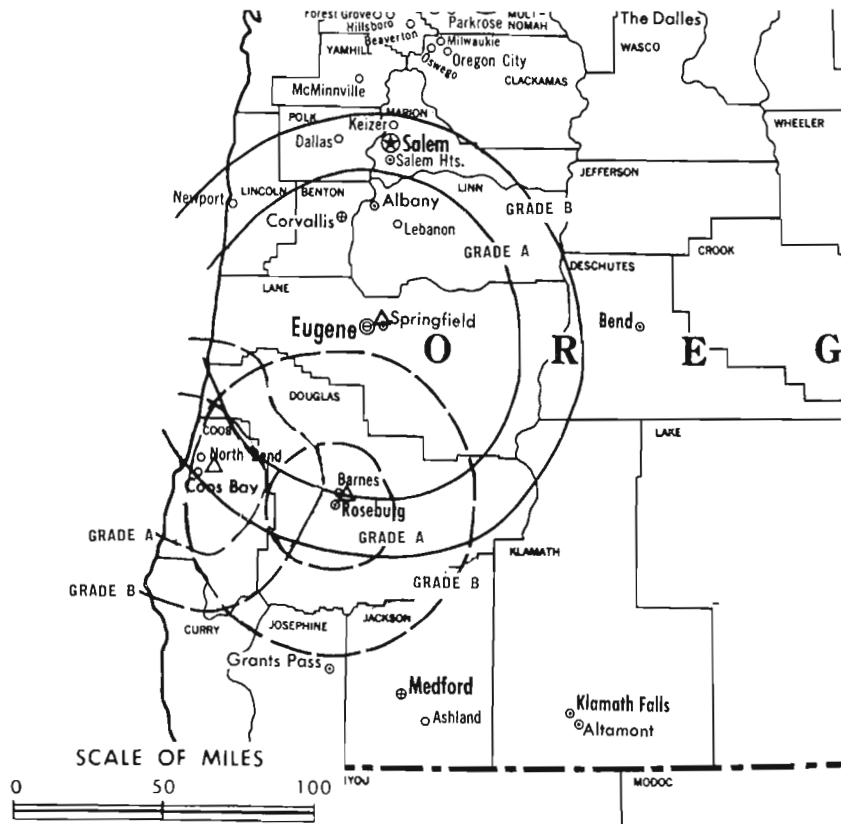 Forest Grove
Hillsboro
Beaverton
Parkrose
MULT-
NOMAH
The Dalles
YAMHILL
Milwaukie
Oswego
Oregon City
WASCO
McMinnville
CLACKAMAS
POLK
MARION
Keizer
WHEELER
Dallas
Salem
Salem Hts.
JEFFERSON
Newport
LINCOLN
BENTON
LINN
Albany
GRADE B
Corvallis
Lebanon
GRADE A
CROOK
DESCHUTES
LANE
Eugene
Springfield
Bend
O R E G
DOUGLAS
COOS
LAKE
North Bend
Coos Bay
Barnes
Roseburg
GRADE A
GRADE A
KLAMATH
GRADE B
GRADE B
CURRY
JOSEPHINE
JACKSON
Grants Pass
Medford
Ashland
Klamath Falls
Altamont
SCALE OF MILES
0 50 100
IYOU
MODOC